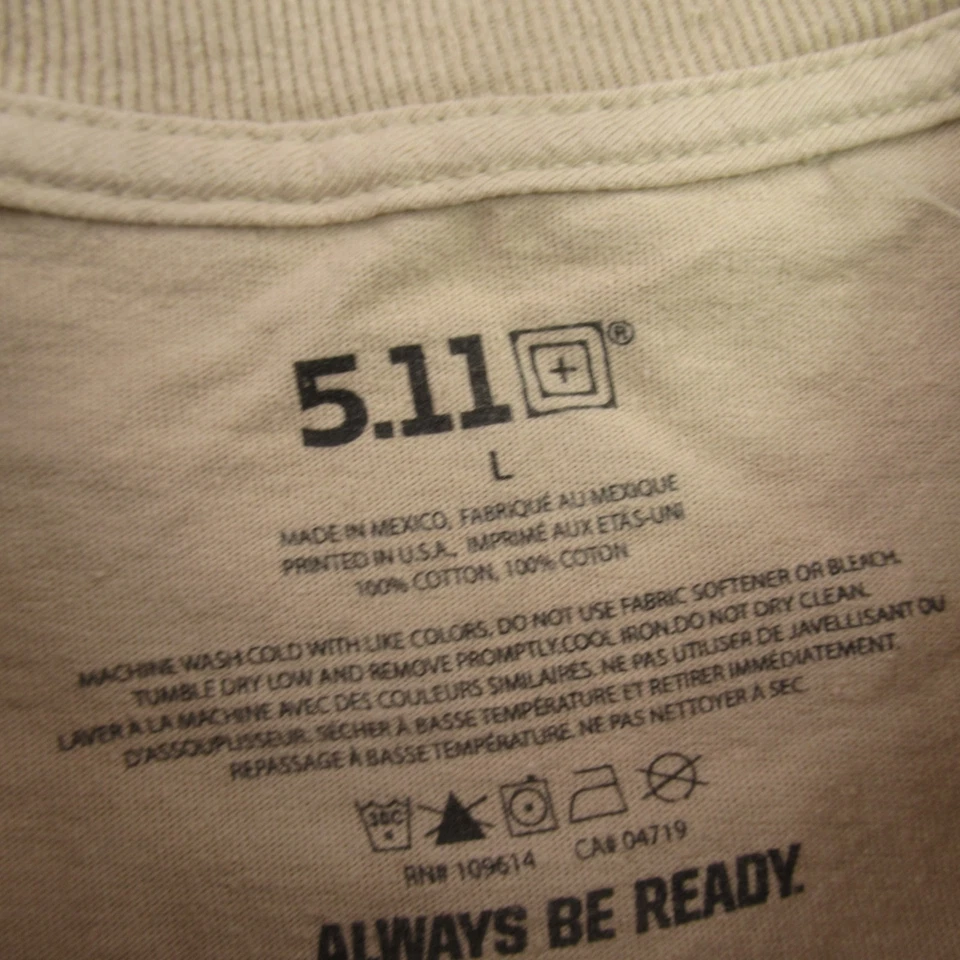 5.11®
L
MADE IN MEXICO, FABRIQUÉ AU MEXIQUE
PRINTED IN U.S.A., IMPRIMÉ AUX ETAS-UNI
100% COTTON, 100% COTON
MACHINE WASH COLD WITH LIKE COLORS, DO NOT USE FABRIC SOFTENER OR BLEACH.
TUMBLE DRY LOW AND REMOVE PROMPTLY.COOL IRON.DO NOT DRY CLEAN.
LAVER À LA MACHINE AVEC DES COULEURS SIMILAIRES. NE PAS UTILISER DE JAVELLISANT OU
D'ASSOUPLISSEUR. SÉCHER À BASSE TEMPÉRATURE ET RETIRER IMMÉDIATEMENT.
REPASSAGE À BASSE TEMPÉRATURE. NE PAS NETTOYER À SEC
30C
RN# 109614 CA# 04719
ALWAYS BE READY.